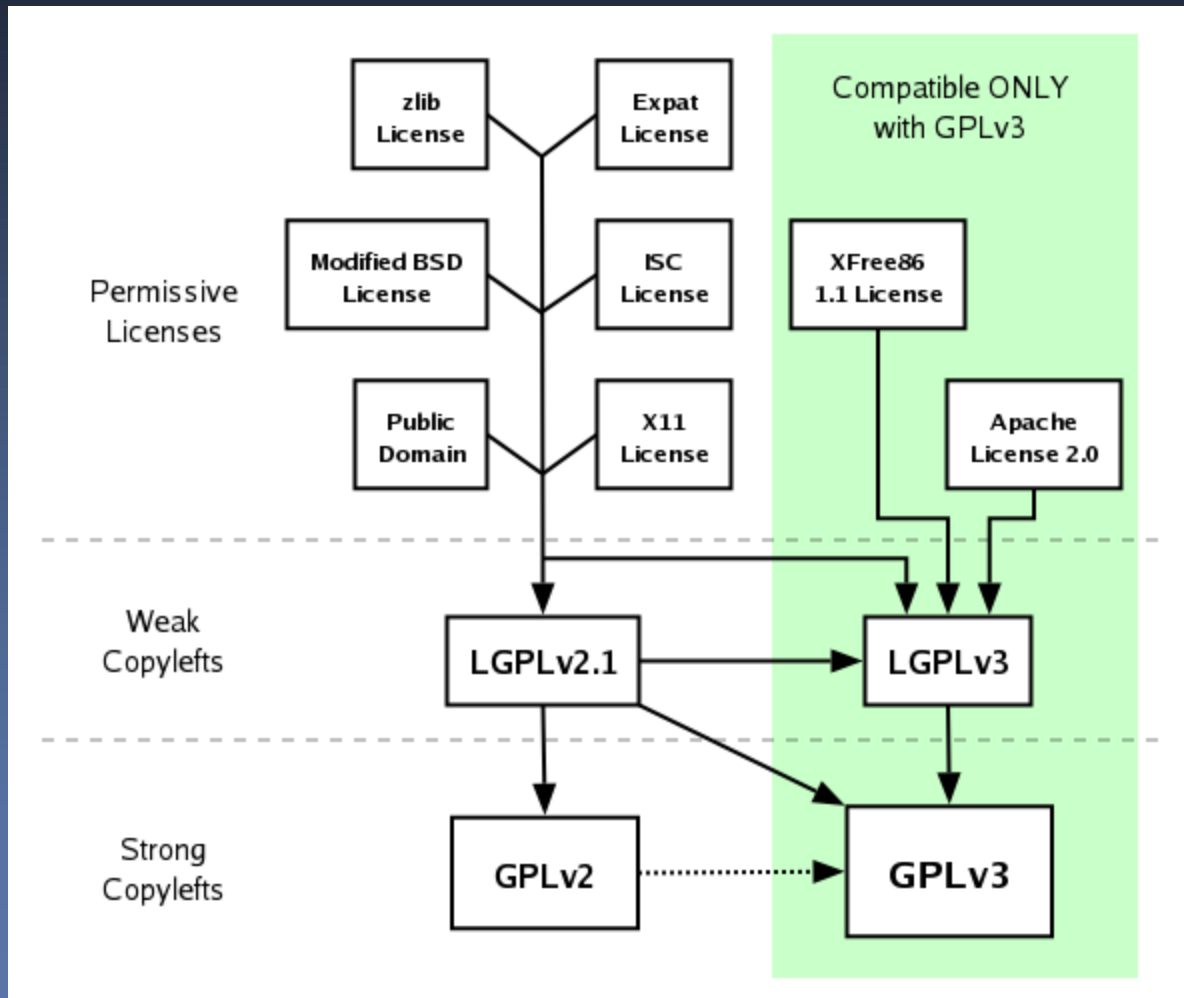 zlib
License
Expat
License
Compatible ONLY
with GPLv3
Permissive
Licenses
Modified BSD
License
ISC
License
XFree86
1.1 License
Public
Domain
X11
License
Apache
License 2.0
Weak
Copylefts
LGPLv2.1
LGPLv3
Strong
Copylefts
GPLv2
GPLv3